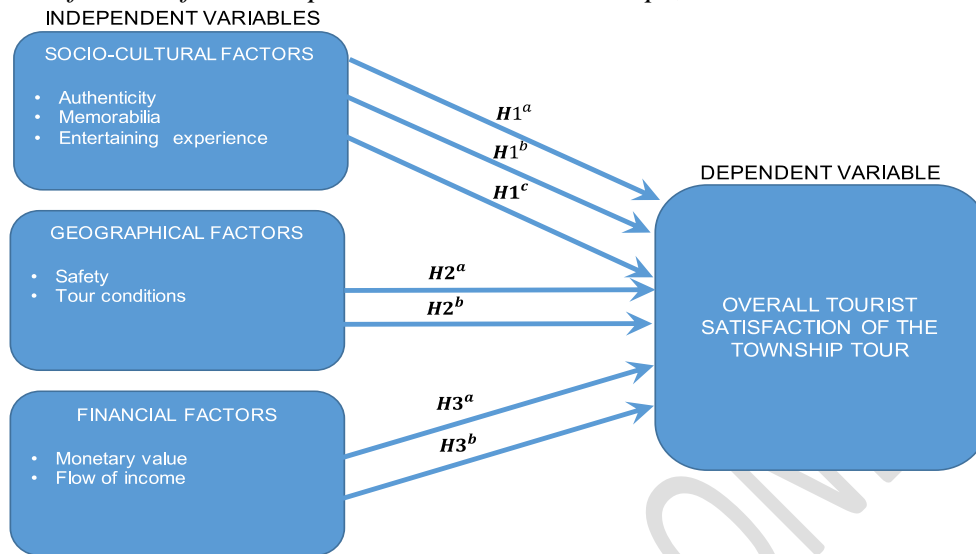 INDEPENDENT VARIABLES
SOCIO-CULTURAL FACTORS
• Authenticity
• Memorabilia
• Entertaining experience
H1ᵃ
H1ᵇ
H1ᶜ
DEPENDENT VARIABLE
GEOGRAPHICAL FACTORS
• Safety
• Tour conditions
H2ᵃ
H2ᵇ
OVERALL TOURIST
SATISFACTION OF THE
TOWNSHIP TOUR
FINANCIAL FACTORS
• Monetary value
• Flow of income
H3ᵃ
H3ᵇ